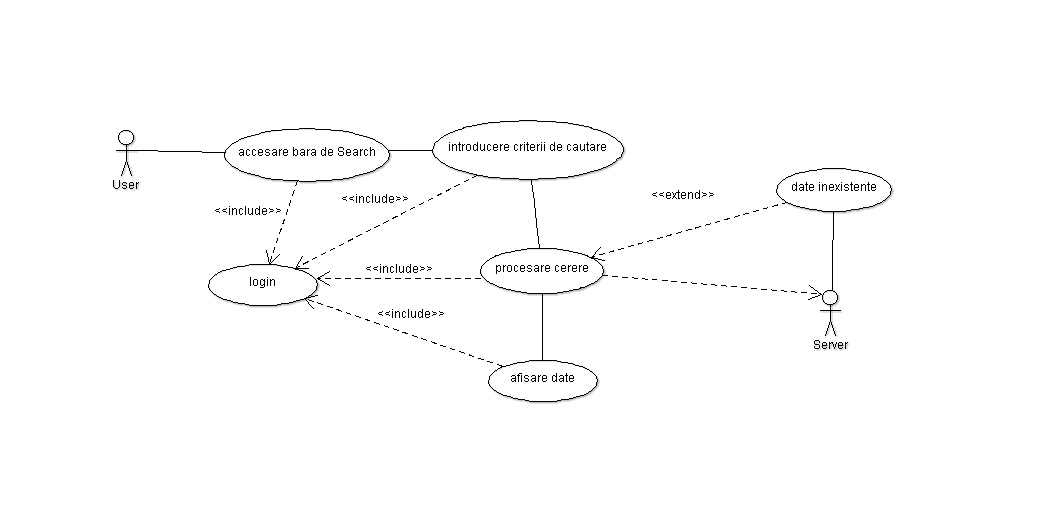 accesare bara de Search
introducere criterii de cautare
User
<<include>>
<<include>>
<<extend>>
date inexistente
login
<<include>>
procesare cerere
<<include>>
Server
afisare date